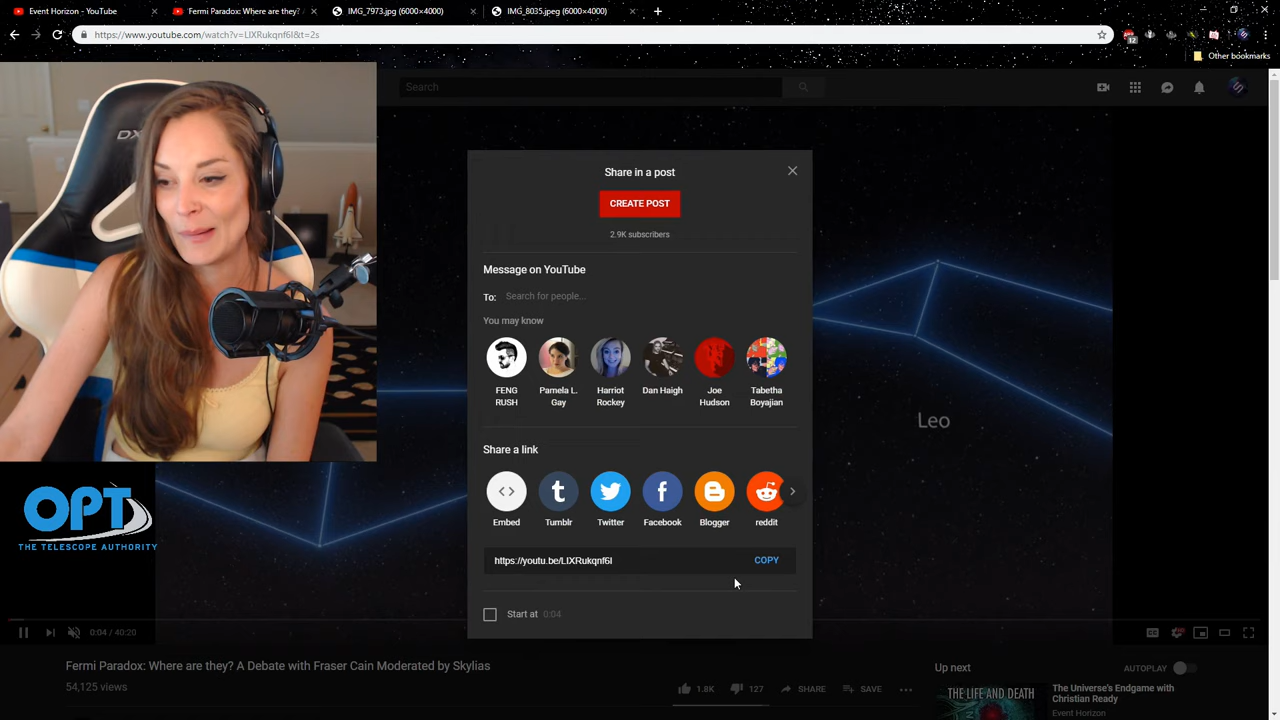 Event Horizon - YouTube
Fermi Paradox: Where are they?
IMG_7973.jpg (6000×4000)
IMG_8035.jpeg (6000×4000)
https://www.youtube.com/watch?v=LIXRukqnf6I&t=2s
12
Other bookmarks
Search
DX
Share in a post
CREATE POST
2.9K subscribers
Message on YouTube
To: Search for people...
You may know
FENG RUSH
Pamela L. Gay
Harriot Rockey
Dan Haigh
Joe Hudson
Tabetha Boyajian
Leo
Share a link
Embed
Tumblr
Twitter
Facebook
Blogger
reddit
OPT
THE TELESCOPE AUTHORITY
https://youtu.be/LIXRukqnf6I
COPY
Start at 0:04
0:04 / 40:20
Fermi Paradox: Where are they? A Debate with Fraser Cain Moderated by Skylias
54,125 views
1.8K
127
SHARE
SAVE
Up next
AUTOPLAY
THE LIFE AND DEATH
The Universe's Endgame with Christian Ready
Event Horizon